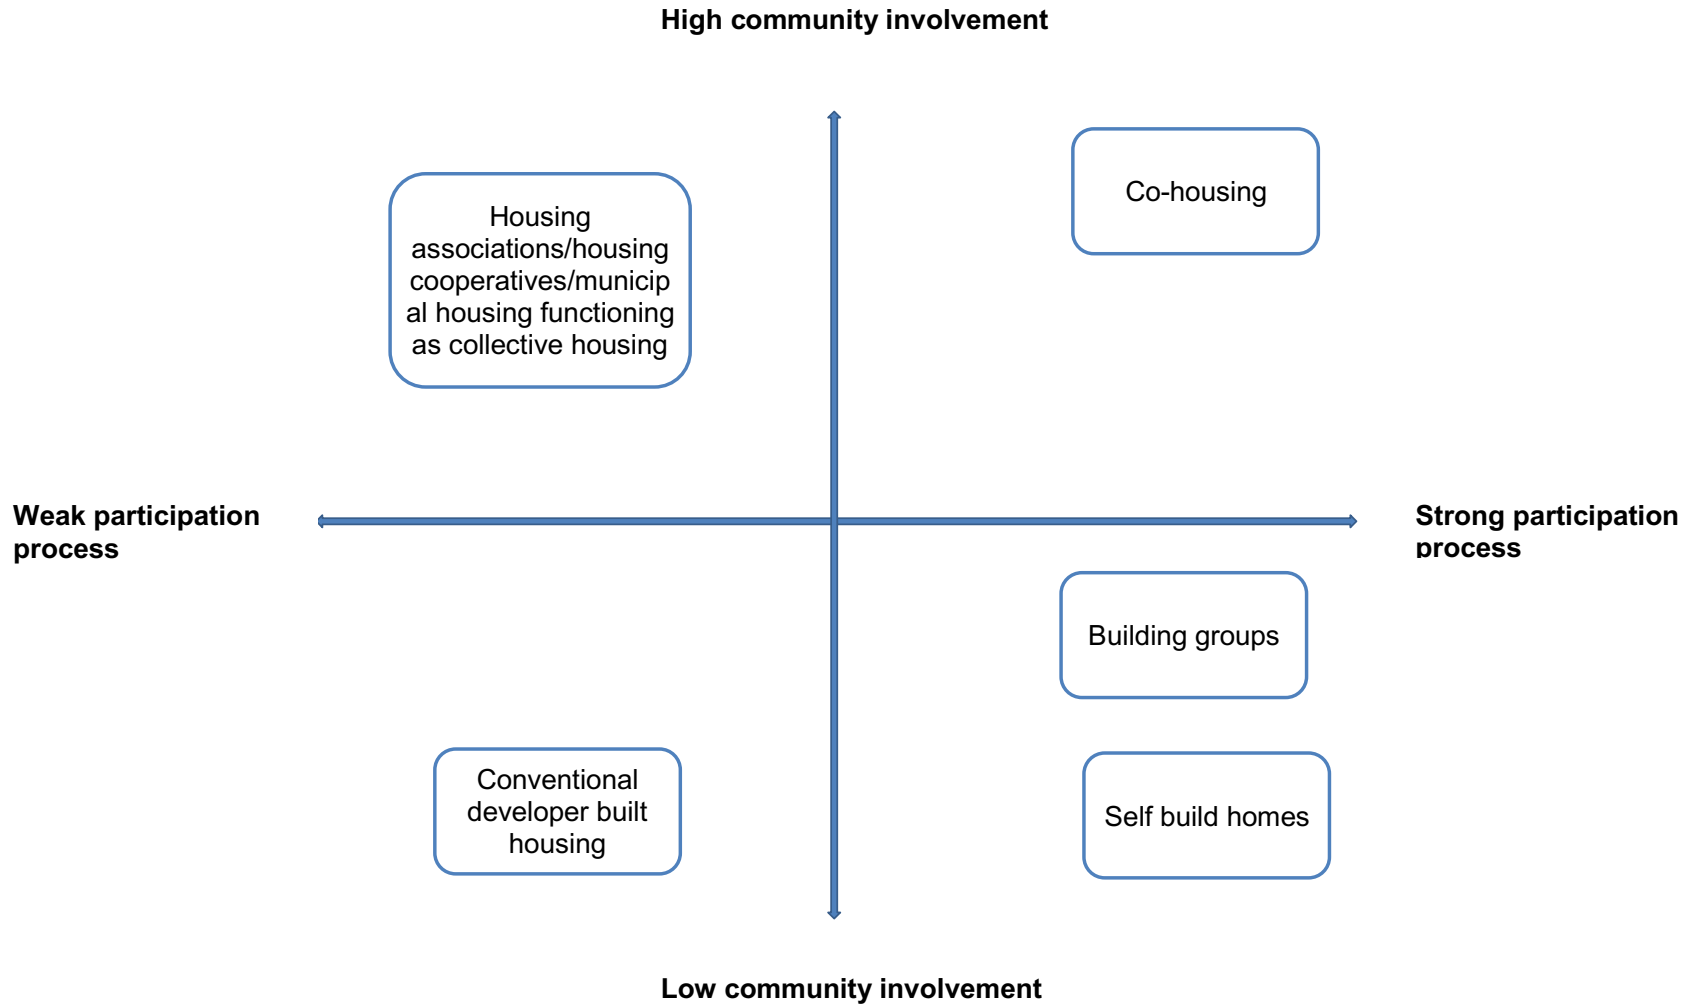 High community involvement
Co-housing
Housing
associations/housing
cooperatives/municip
al housing functioning
as collective housing
Weak participation
process
Strong participation
process
Building groups
Conventional
developer built
housing
Self build homes
Low community involvement